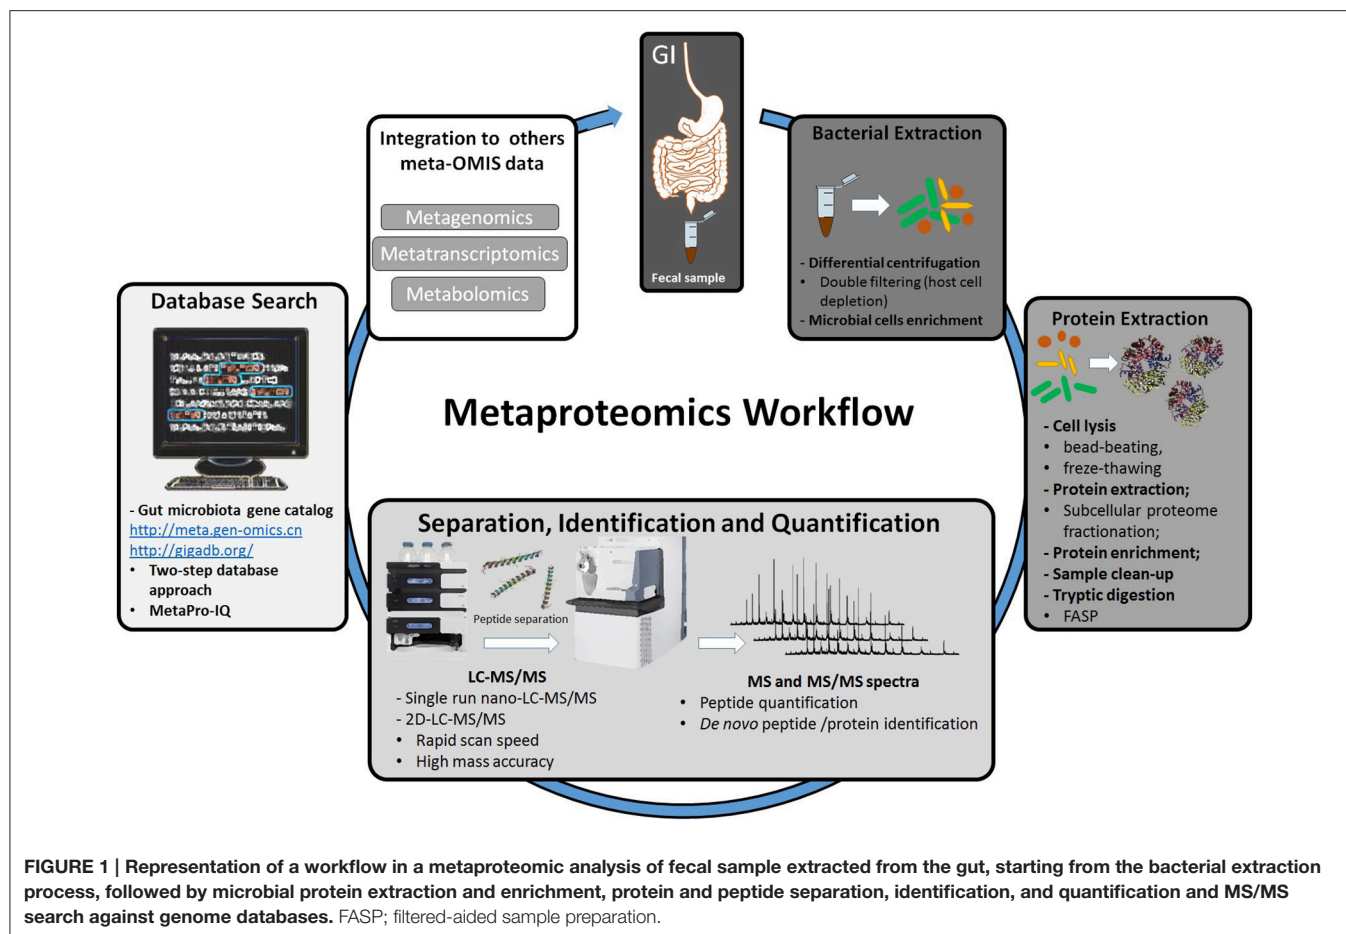 GI
Fecal sample
Bacterial Extraction
- Differential centrifugation
• Double filtering (host cell
depletion)
- Microbial cells enrichment
Protein Extraction
- Cell lysis
• bead-beating,
• freze-thawing
- Protein extraction;
• Subcellular proteome
fractionation;
- Protein enrichment;
- Sample clean-up
- Tryptic digestion
• FASP
Metaproteomics Workflow
Separation, Identification and Quantification
Peptide separation
LC-MS/MS
- Single run nano-LC-MS/MS
- 2D-LC-MS/MS
• Rapid scan speed
• High mass accuracy
MS and MS/MS spectra
• Peptide quantification
• De novo peptide /protein identification
Database Search
- Gut microbiota gene catalog
http://meta.gen-omics.cn
http://gigadb.org/
• Two-step database
approach
• MetaPro-IQ
Integration to others
meta-OMIS data
Metagenomics
Metatranscriptomics
Metabolomics
FIGURE 1 | Representation of a workflow in a metaproteomic analysis of fecal sample extracted from the gut, starting from the bacterial extraction
process, followed by microbial protein extraction and enrichment, protein and peptide separation, identification, and quantification and MS/MS
search against genome databases. FASP; filtered-aided sample preparation.